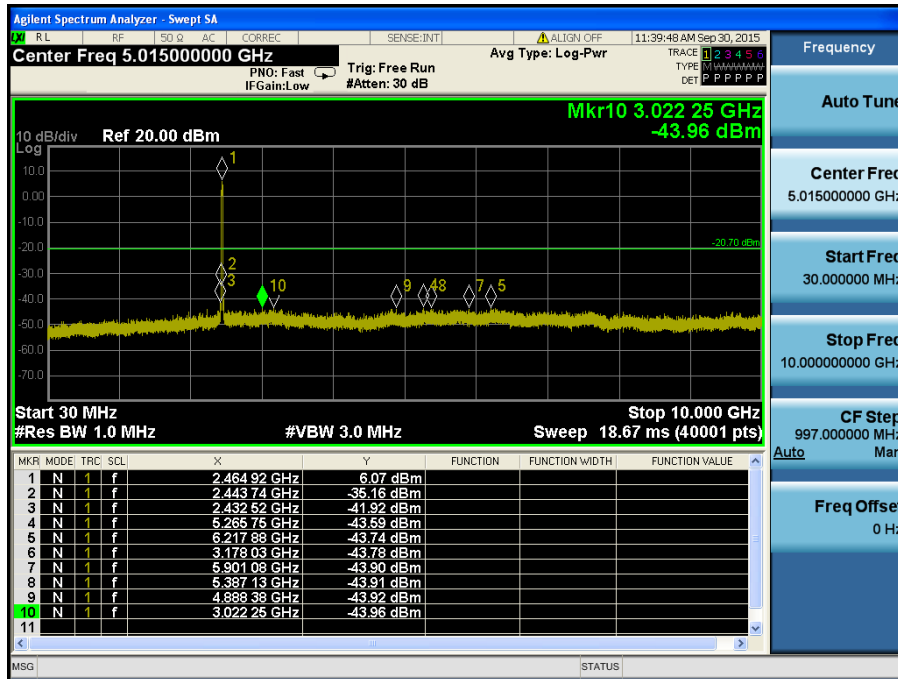 Agilent Spectrum Analyzer - Swept SA
LXI RL RF 50 Ω AC CORREC SENSE:INT ALIGN OFF 11:39:48 AM Sep 30, 2015
Center Freq 5.015000000 GHz
PNO: Fast
IFGain:Low
Trig: Free Run
#Atten: 30 dB
Avg Type: Log-Pwr
TRACE 1 2 3 4 5 6
TYPE M WWWWW
DET P P P P P P
Mkr10 3.022 25 GHz
-43.96 dBm
10 dB/div Ref 20.00 dBm
Log
10.0
0.00
-10.0
-20.0
-30.0
-40.0
-50.0
-60.0
-70.0
-20.70 dBm
1
2
3
10
9
4 8
7
5
Start 30 MHz Stop 10.000 GHz
#Res BW 1.0 MHz #VBW 3.0 MHz Sweep 18.67 ms (40001 pts)
MKR MODE TRC SCL X Y FUNCTION FUNCTION WIDTH FUNCTION VALUE
1 N 1 f 2.464 92 GHz 6.07 dBm
2 N 1 f 2.443 74 GHz -35.16 dBm
3 N 1 f 2.432 52 GHz -41.92 dBm
4 N 1 f 5.265 75 GHz -43.59 dBm
5 N 1 f 6.217 88 GHz -43.74 dBm
6 N 1 f 3.178 03 GHz -43.78 dBm
7 N 1 f 5.901 08 GHz -43.90 dBm
8 N 1 f 5.387 13 GHz -43.91 dBm
9 N 1 f 4.888 38 GHz -43.92 dBm
10 N 1 f 3.022 25 GHz -43.96 dBm
11
MSG STATUS
Frequency
Auto Tune
Center Freq
5.015000000 GHz
Start Freq
30.000000 MHz
Stop Freq
10.000000000 GHz
CF Step
997.000000 MHz
Auto Man
Freq Offset
0 Hz